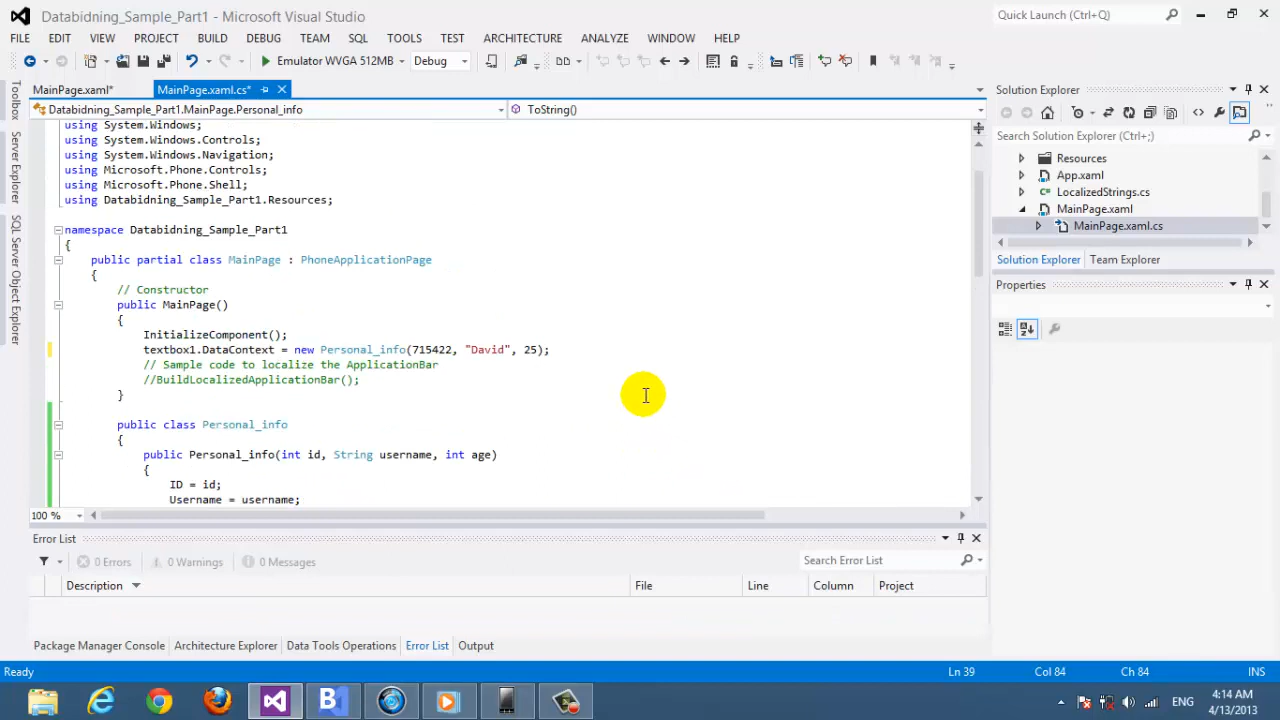 Databidning_Sample_Part1 - Microsoft Visual Studio
Quick Launch (Ctrl+Q)
FILE EDIT VIEW PROJECT BUILD DEBUG TEAM SQL TOOLS TEST ARCHITECTURE ANALYZE WINDOW HELP
Emulator WVGA 512MB Debug
Toolbox
Server Explorer
SQL Server Object Explorer
MainPage.xaml* MainPage.xaml.cs*
Databidning_Sample_Part1.MainPage.Personal_info ToString()
using System.Windows;
using System.Windows.Controls;
using System.Windows.Navigation;
using Microsoft.Phone.Controls;
using Microsoft.Phone.Shell;
using Databidning_Sample_Part1.Resources;
namespace Databidning_Sample_Part1
{
public partial class MainPage : PhoneApplicationPage
{
// Constructor
public MainPage()
{
InitializeComponent();
textbox1.DataContext = new Personal_info(715422, "David", 25);
// Sample code to localize the ApplicationBar
//BuildLocalizedApplicationBar();
}
public class Personal_info
{
public Personal_info(int id, String username, int age)
{
ID = id;
Username = username;
100 %
Solution Explorer
Search Solution Explorer (Ctrl+;)
Resources
App.xaml
LocalizedStrings.cs
MainPage.xaml
MainPage.xaml.cs
Solution Explorer Team Explorer
Properties
Error List
0 Errors 0 Warnings 0 Messages
Search Error List
Description File Line Column Project
Package Manager Console Architecture Explorer Data Tools Operations Error List Output
Ready Ln 39 Col 84 Ch 84 INS
ENG
4:14 AM
4/13/2013